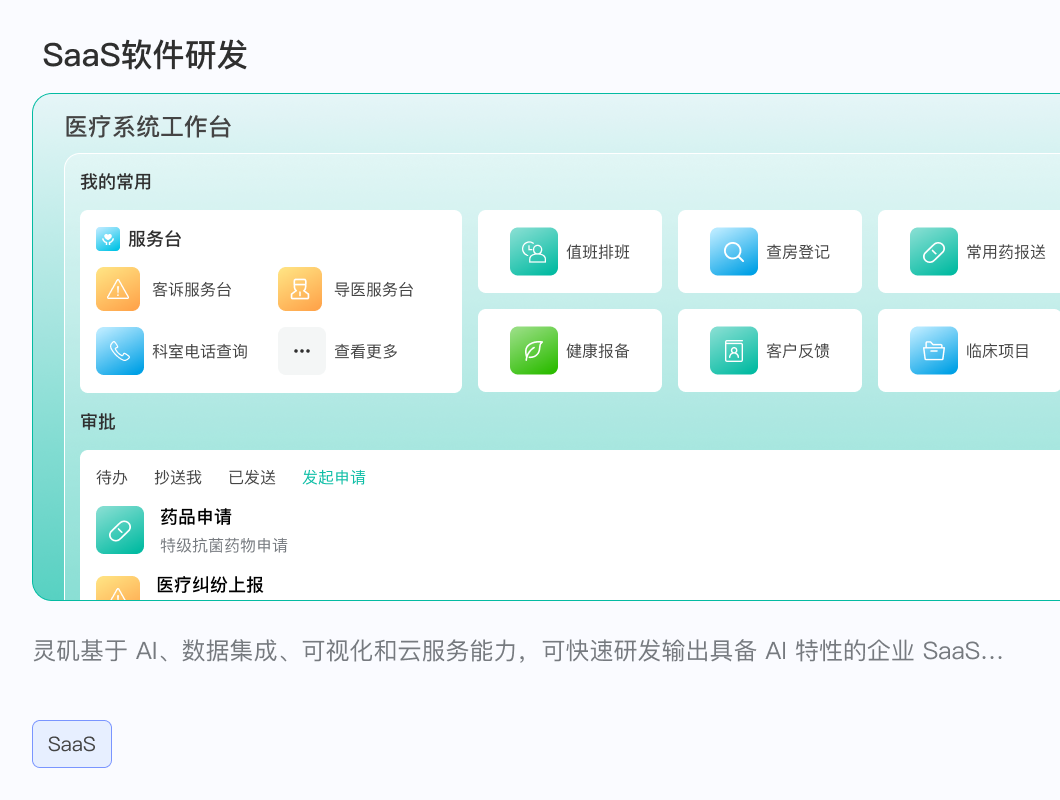 SaaS软件研发
医疗系统工作台
我的常用
服务台
客诉服务台 导医服务台
科室电话查询 查看更多
值班排班 查房登记 常用药报送
健康报备 客户反馈 临床项目
审批
待办 抄送我 已发送 发起申请
药品申请
特级抗菌药物申请
医疗纠纷上报
灵矶基于 AI、数据集成、可视化和云服务能力，可快速研发输出具备 AI 特性的企业 SaaS...
SaaS